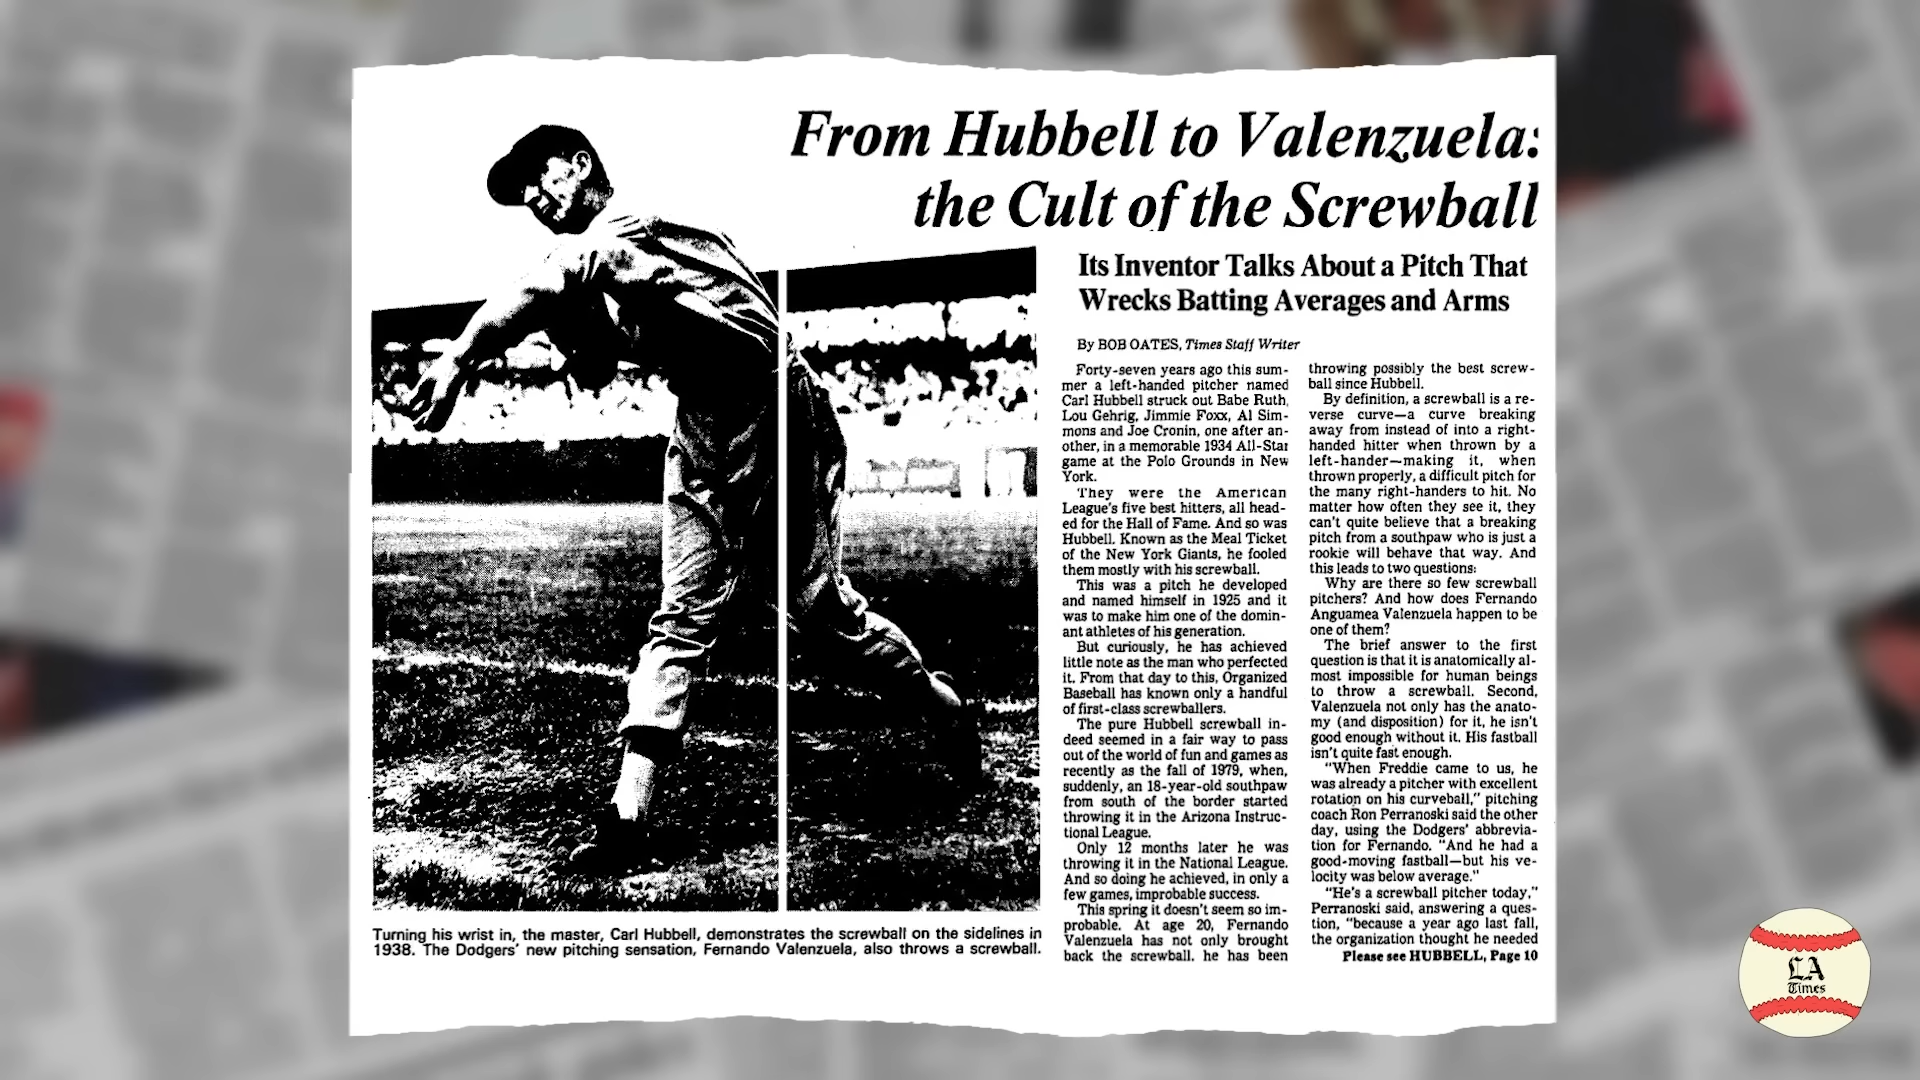 From Hubbell to Valenzuela:
the Cult of the Screwball
Its Inventor Talks About a Pitch That
Wrecks Batting Averages and Arms
By BOB OATES, Times Staff Writer
Forty-seven years ago this sum-
mer a left-handed pitcher named
Carl Hubbell struck out Babe Ruth,
Lou Gehrig, Jimmie Foxx, Al Sim-
mons and Joe Cronin, one after an-
other, in a memorable 1934 All-Star
game at the Polo Grounds in New
York.
They were the American
League's five best hitters, all head-
ed for the Hall of Fame. And so was
Hubbell. Known as the Meal Ticket
of the New York Giants, he fooled
them mostly with his screwball.
This was a pitch he developed
and named himself in 1925 and it
was to make him one of the domin-
ant athletes of his generation.
But curiously, he has achieved
little note as the man who perfected
it. From that day to this, Organized
Baseball has known only a handful
of first-class screwballers.
The pure Hubbell screwball in-
deed seemed in a fair way to pass
out of the world of fun and games as
recently as the fall of 1979, when,
suddenly, an 18-year-old southpaw
from south of the border started
throwing it in the Arizona Instruc-
tional League.
Only 12 months later he was
throwing it in the National League.
And so doing he achieved, in only a
few games, improbable success.
This spring it doesn't seem so im-
probable. At age 20, Fernando
Valenzuela has not only brought
back the screwball, he has been
throwing possibly the best screw-
ball since Hubbell.
By definition, a screwball is a re-
verse curve—a curve breaking
away from instead of into a right-
handed hitter when thrown by a
left-hander—making it, when
thrown properly, a difficult pitch for
the many right-handers to hit. No
matter how often they see it, they
can't quite believe that a breaking
pitch from a southpaw who is just a
rookie will behave that way. And
this leads to two questions:
Why are there so few screwball
pitchers? And how does Fernando
Anguamea Valenzuela happen to be
one of them?
The brief answer to the first
question is that it is anatomically al-
most impossible for human beings
to throw a screwball. Second,
Valenzuela not only has the anato-
my (and disposition) for it, he isn't
good enough without it. His fastball
isn't quite fast enough.
"When Freddie came to us, he
was already a pitcher with excellent
rotation on his curveball," pitching
coach Ron Perranoski said the other
day, using the Dodgers' abbrevia-
tion for Fernando. "And he had a
good-moving fastball—but his ve-
locity was below average."
"He's a screwball pitcher today,"
Perranoski said, answering a ques-
tion, "because a year ago last fall,
the organization thought he needed
Please see HUBBELL, Page 10
Turning his wrist in, the master, Carl Hubbell, demonstrates the screwball on the sidelines in
1938. The Dodgers' new pitching sensation, Fernando Valenzuela, also throws a screwball.
LA
Times